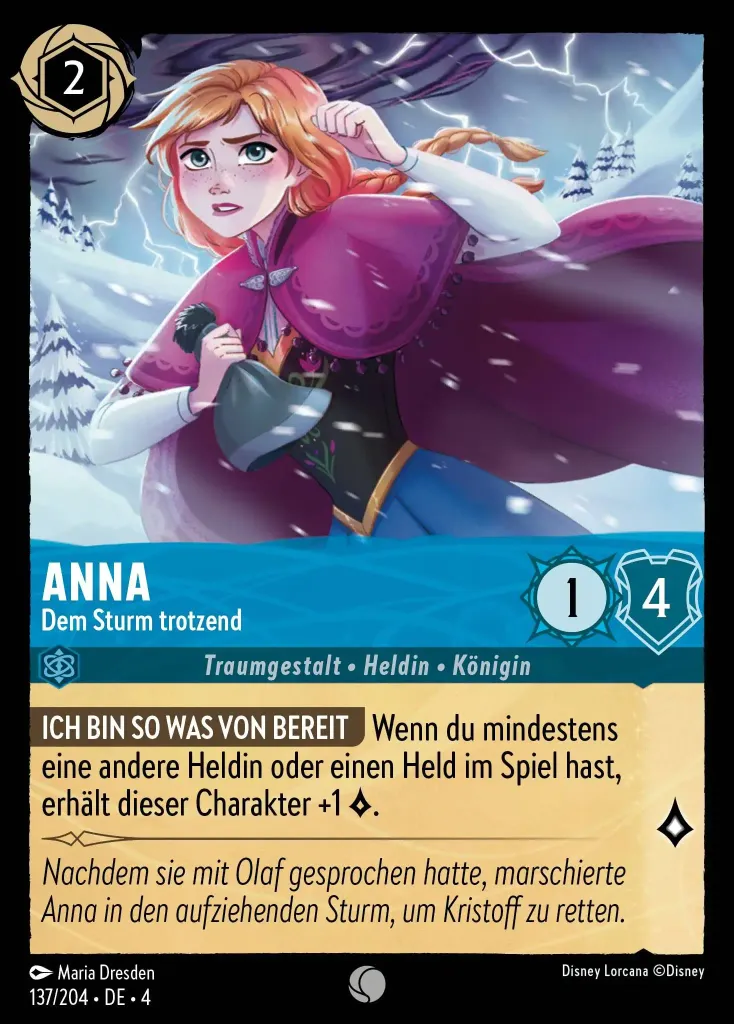 2
ANNA
Dem Sturm trotzend
1
4
Traumgestalt • Heldin • Königin
ICH BIN SO WAS VON BEREIT Wenn du mindestens
eine andere Heldin oder einen Held im Spiel hast,
erhält dieser Charakter +1 .
Nachdem sie mit Olaf gesprochen hatte, marschierte
Anna in den aufziehenden Sturm, um Kristoff zu retten.
Maria Dresden
Disney Lorcana ©Disney
137/204 • DE • 4